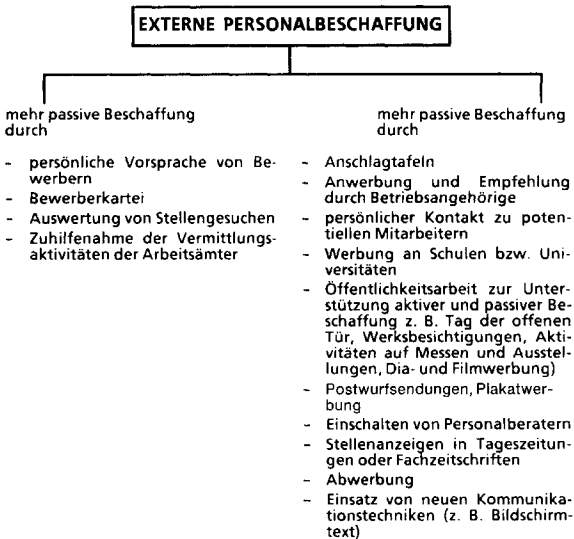 EXTERNE PERSONALBESCHAFFUNG
mehr passive Beschaffung
durch
- persönliche Vorsprache von Be-
werbern
- Bewerberkartei
- Auswertung von Stellengesuchen
- Zuhilfenahme der Vermittlungs-
aktivitäten der Arbeitsämter
mehr passive Beschaffung
durch
- Anschlagtafeln
- Anwerbung und Empfehlung
durch Betriebsangehörige
- persönlicher Kontakt zu poten-
tiellen Mitarbeitern
- Werbung an Schulen bzw. Uni-
versitäten
- Öffentlichkeitsarbeit zur Unter-
stützung aktiver und passiver Be-
schaffung z. B. Tag der offenen
Tür, Werksbesichtigungen, Akti-
vitäten auf Messen und Ausstel-
lungen, Dia- und Filmwerbung)
- Postwurfsendungen, Plakatwer-
bung
- Einschalten von Personalberatern
- Stellenanzeigen in Tageszeitun-
gen oder Fachzeitschriften
- Abwerbung
- Einsatz von neuen Kommunika-
tionstechniken (z. B. Bildschirm-
text)